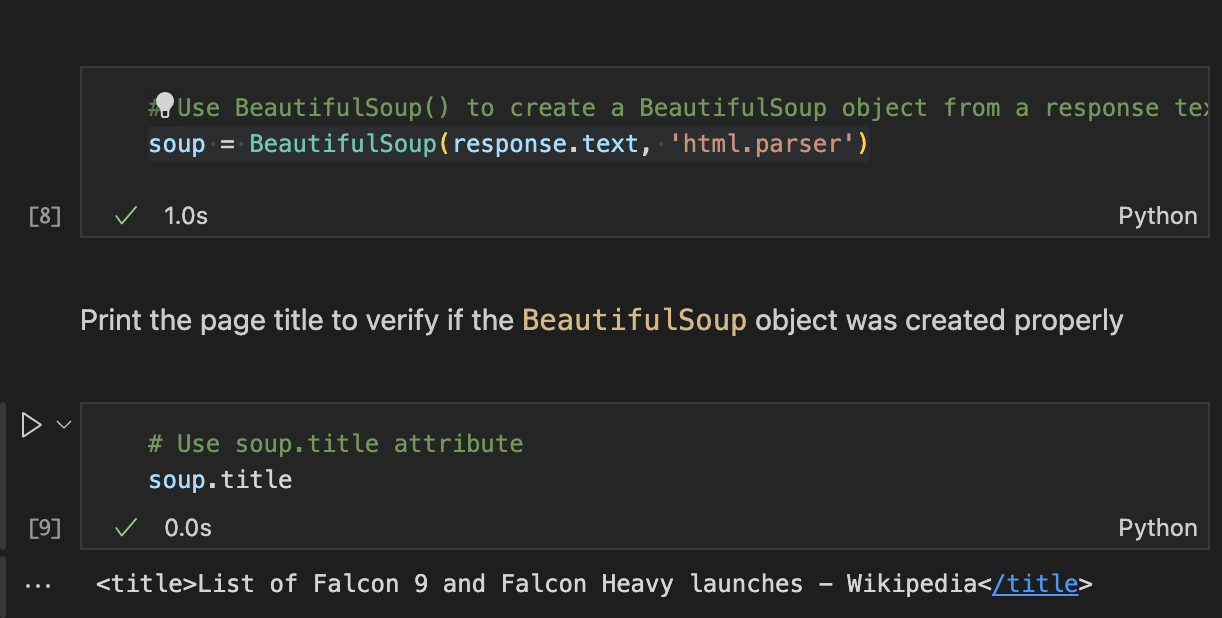 # Use BeautifulSoup() to create a BeautifulSoup object from a response
soup = BeautifulSoup(response.text, 'html.parser')
[8] 1.0s Python
Print the page title to verify if the BeautifulSoup object was created properly
# Use soup.title attribute
soup.title
[9] 0.0s Python
... <title>List of Falcon 9 and Falcon Heavy launches - Wikipedia</title>